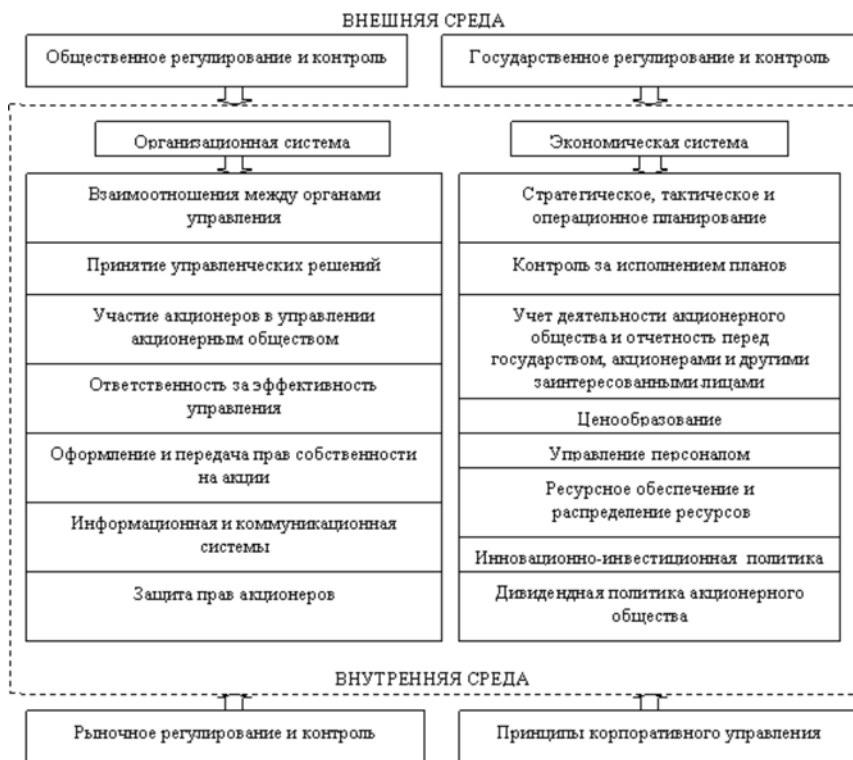 ВНЕШНЯЯ СРЕДА
Общественное регулирование и контроль
Государственное регулирование и контроль
Организационная система
Экономическая система
Взаимоотношения между органами
управления
Принятие управленческих решений
Участие акционеров в управлении
акционерным обществом
Ответственность за эффективность
управления
Оформление и передача прав собственности
на акции
Информационная и коммуникационная
системы
Защита прав акционеров
Стратегическое, тактическое и
операционное планирование
Контроль за исполнением планов
Учет деятельности акционерного
общества и отчетность перед
государством, акционерами и другими
заинтересованными лицами
Ценообразование
Управление персоналом
Ресурсное обеспечение и
распределение ресурсов
Инновационно-инвестиционная политика
Дивидендная политика акционерного
общества
ВНУТРЕННЯЯ СРЕДА
Рыночное регулирование и контроль
Принципы корпоративного управления